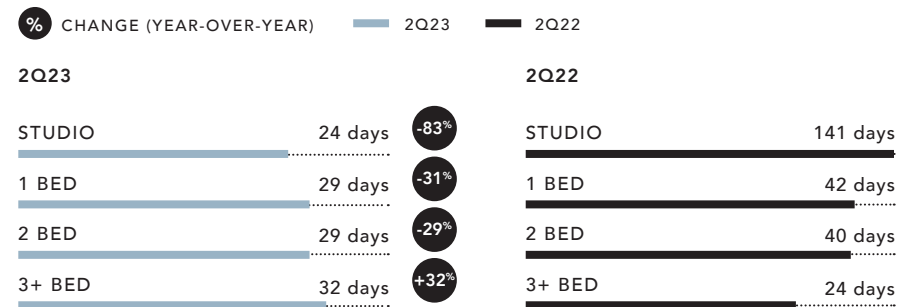 % CHANGE (YEAR-OVER-YEAR) 2Q23 2Q22
2Q23 2Q22
STUDIO 24 days -83% STUDIO 141 days
1 BED 29 days -31% 1 BED 42 days
2 BED 29 days -29% 2 BED 40 days
3+ BED 32 days +32% 3+ BED 24 days